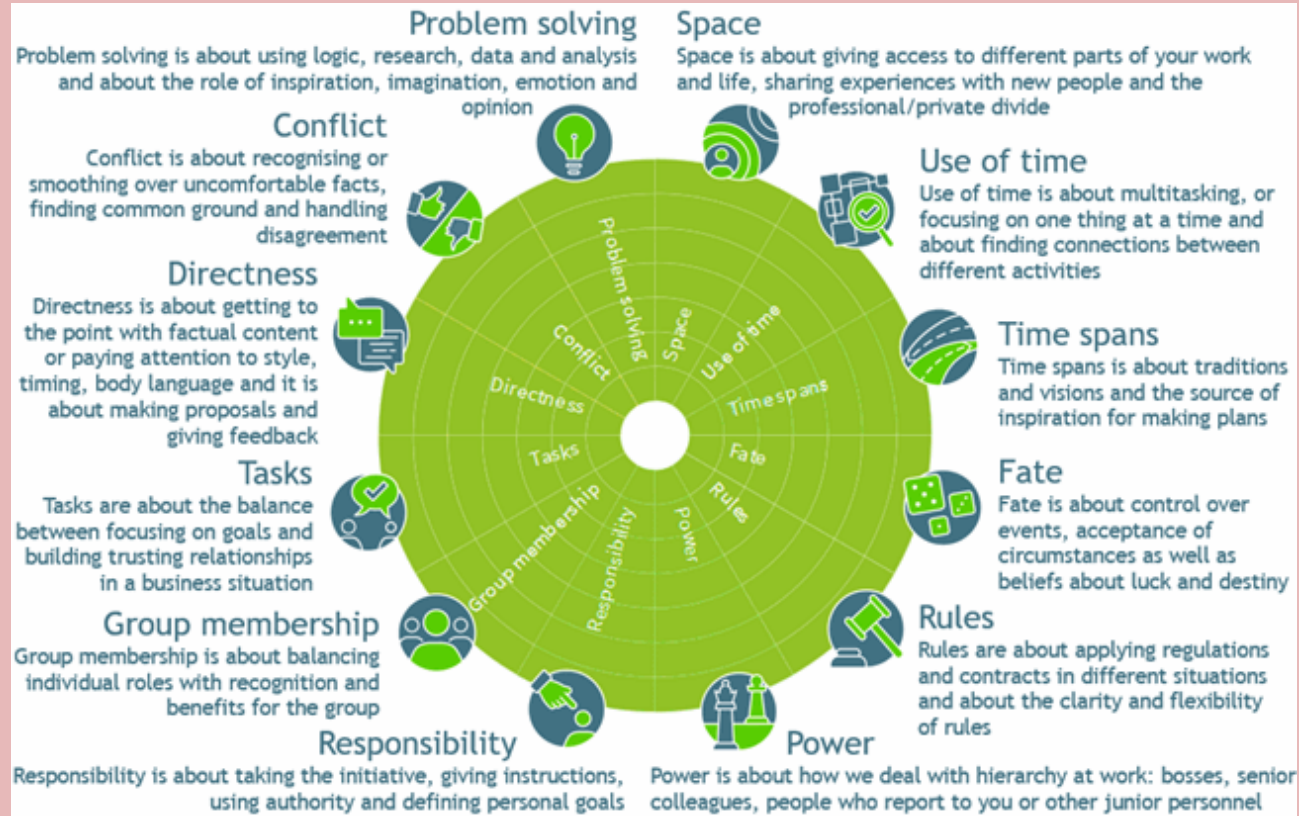 Problem solving
Problem solving is about using logic, research, data and analysis
and about the role of inspiration, imagination, emotion and
opinion
Space
Space is about giving access to different parts of your work
and life, sharing experiences with new people and the
professional/private divide
Conflict
Conflict is about recognising or
smoothing over uncomfortable facts,
finding common ground and handling
disagreement
Use of time
Use of time is about multitasking, or
focusing on one thing at a time and
about finding connections between
different activities
Directness
Directness is about getting to
the point with factual content
or paying attention to style,
timing, body language and it is
about making proposals and
giving feedback
Time spans
Time spans is about traditions
and visions and the source of
inspiration for making plans
Tasks
Tasks are about the balance
between focusing on goals and
building trusting relationships
in a business situation
Fate
Fate is about control over
events, acceptance of
circumstances as well as
beliefs about luck and destiny
Group membership
Group membership is about balancing
individual roles with recognition and
benefits for the group
Rules
Rules are about applying regulations
and contracts in different situations
and about the clarity and flexibility
of rules
Responsibility
Responsibility is about taking the initiative, giving instructions,
using authority and defining personal goals
Power
Power is about how we deal with hierarchy at work: bosses, senior
colleagues, people who report to you or other junior personnel
Problem solving
Space
Use of time
Timespans
Fate
Rules
Power
Responsibility
Group membership
Tasks
Directness
Conflict